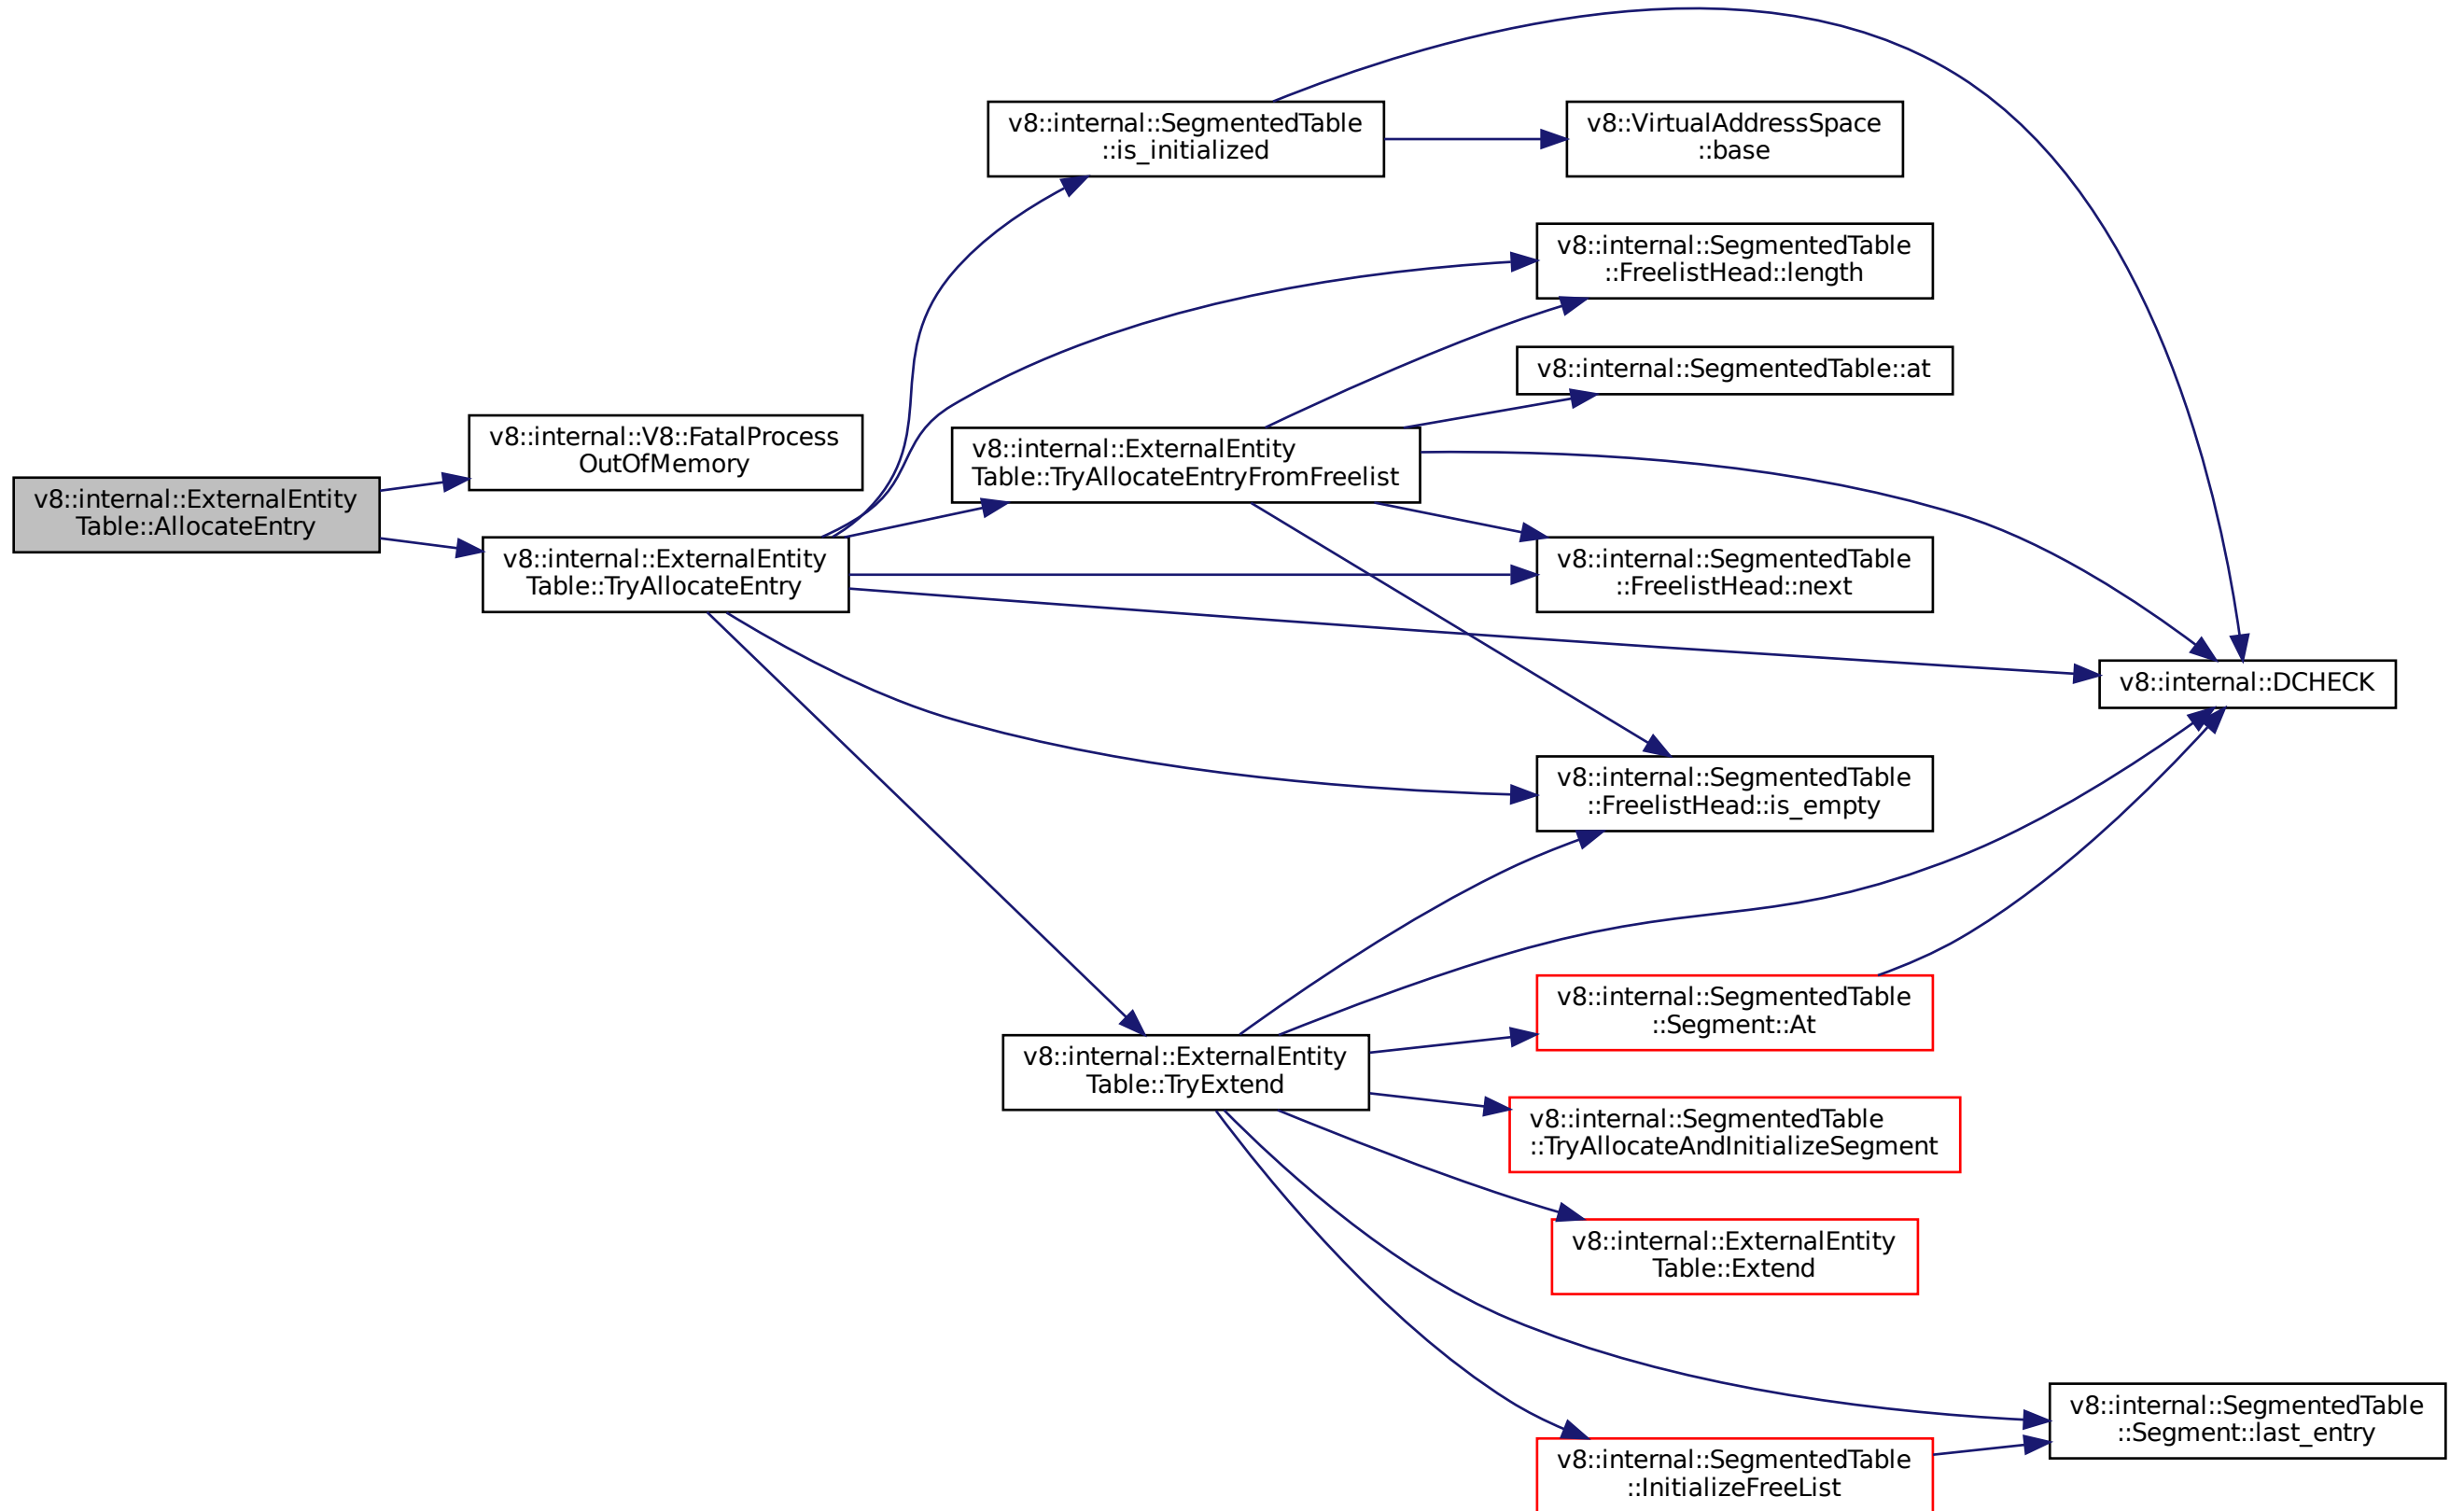 v8::internal::ExternalEntity
Table::AllocateEntry
v8::internal::V8::FatalProcess
OutOfMemory
v8::internal::ExternalEntity
Table::TryAllocateEntry
v8::internal::SegmentedTable
::is_initialized
v8::internal::ExternalEntity
Table::TryAllocateEntryFromFreelist
v8::internal::ExternalEntity
Table::TryExtend
v8::VirtualAddressSpace
::base
v8::internal::SegmentedTable
::FreelistHead::length
v8::internal::SegmentedTable::at
v8::internal::SegmentedTable
::FreelistHead::next
v8::internal::SegmentedTable
::FreelistHead::is_empty
v8::internal::SegmentedTable
::Segment::At
v8::internal::SegmentedTable
::TryAllocateAndInitializeSegment
v8::internal::ExternalEntity
Table::Extend
v8::internal::SegmentedTable
::InitializeFreeList
v8::internal::DCHECK
v8::internal::SegmentedTable
::Segment::last_entry